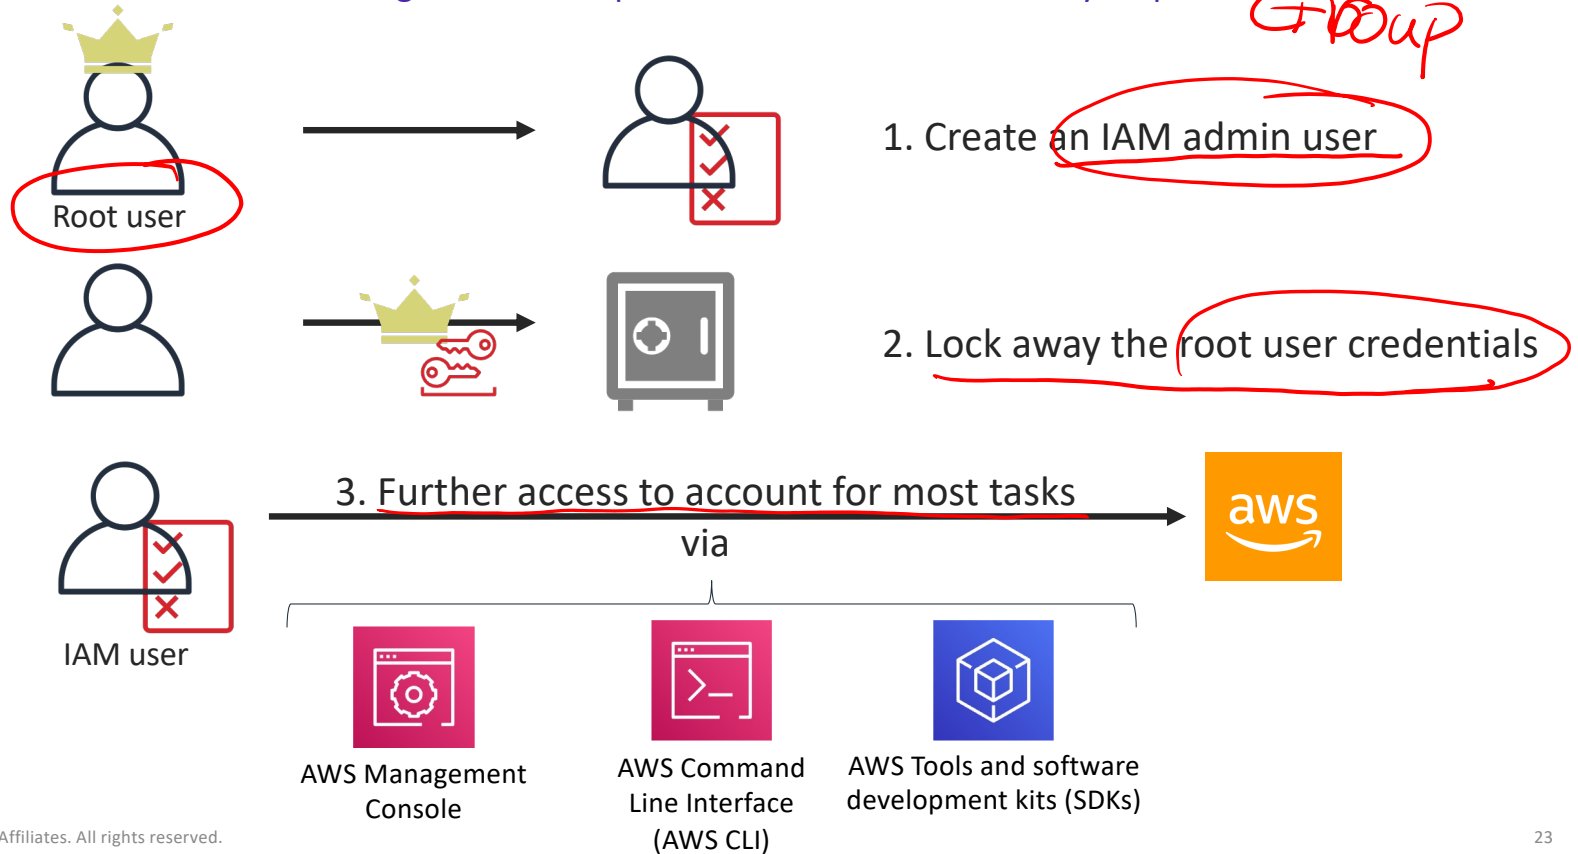 Group
Root user
1. Create an IAM admin user
2. Lock away the root user credentials
3. Further access to account for most tasks
via
aws
IAM user
AWS Management
Console
AWS Command
Line Interface
(AWS CLI)
AWS Tools and software
development kits (SDKs)
Affiliates. All rights reserved.
23